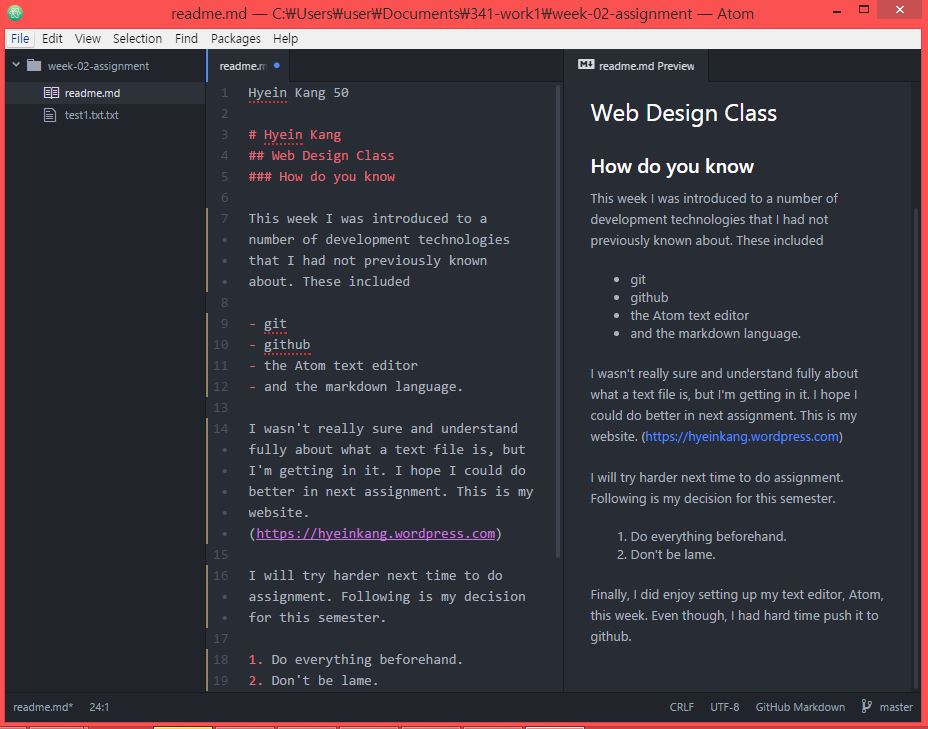 readme.md — C:₩Users₩user₩Documents₩341-work1₩week-02-assignment — Atom
File Edit View Selection Find Packages Help
week-02-assignment
readme.md
test1.txt.txt
readme.m
1 Hyein Kang 50
2
3 # Hyein Kang
4 ## Web Design Class
5 ### How do you know
6
7 This week I was introduced to a
• number of development technologies
• that I had not previously known
• about. These included
8
9 - git
10 - github
11 - the Atom text editor
12 - and the markdown language.
13
14 I wasn't really sure and understand
• fully about what a text file is, but
• I'm getting in it. I hope I could do
• better in next assignment. This is my
• website.
• (https://hyeinkang.wordpress.com)
15
16 I will try harder next time to do
• assignment. Following is my decision
• for this semester.
17
18 1. Do everything beforehand.
19 2. Don't be lame.
readme.md Preview
Web Design Class
How do you know
This week I was introduced to a number of
development technologies that I had not
previously known about. These included
• git
• github
• the Atom text editor
• and the markdown language.
I wasn't really sure and understand fully about
what a text file is, but I'm getting in it. I hope I
could do better in next assignment. This is my
website. (https://hyeinkang.wordpress.com)
I will try harder next time to do assignment.
Following is my decision for this semester.
1. Do everything beforehand.
2. Don't be lame.
Finally, I did enjoy setting up my text editor, Atom,
this week. Even though, I had hard time push it to
github.
readme.md* 24:1 CRLF UTF-8 GitHub Markdown master